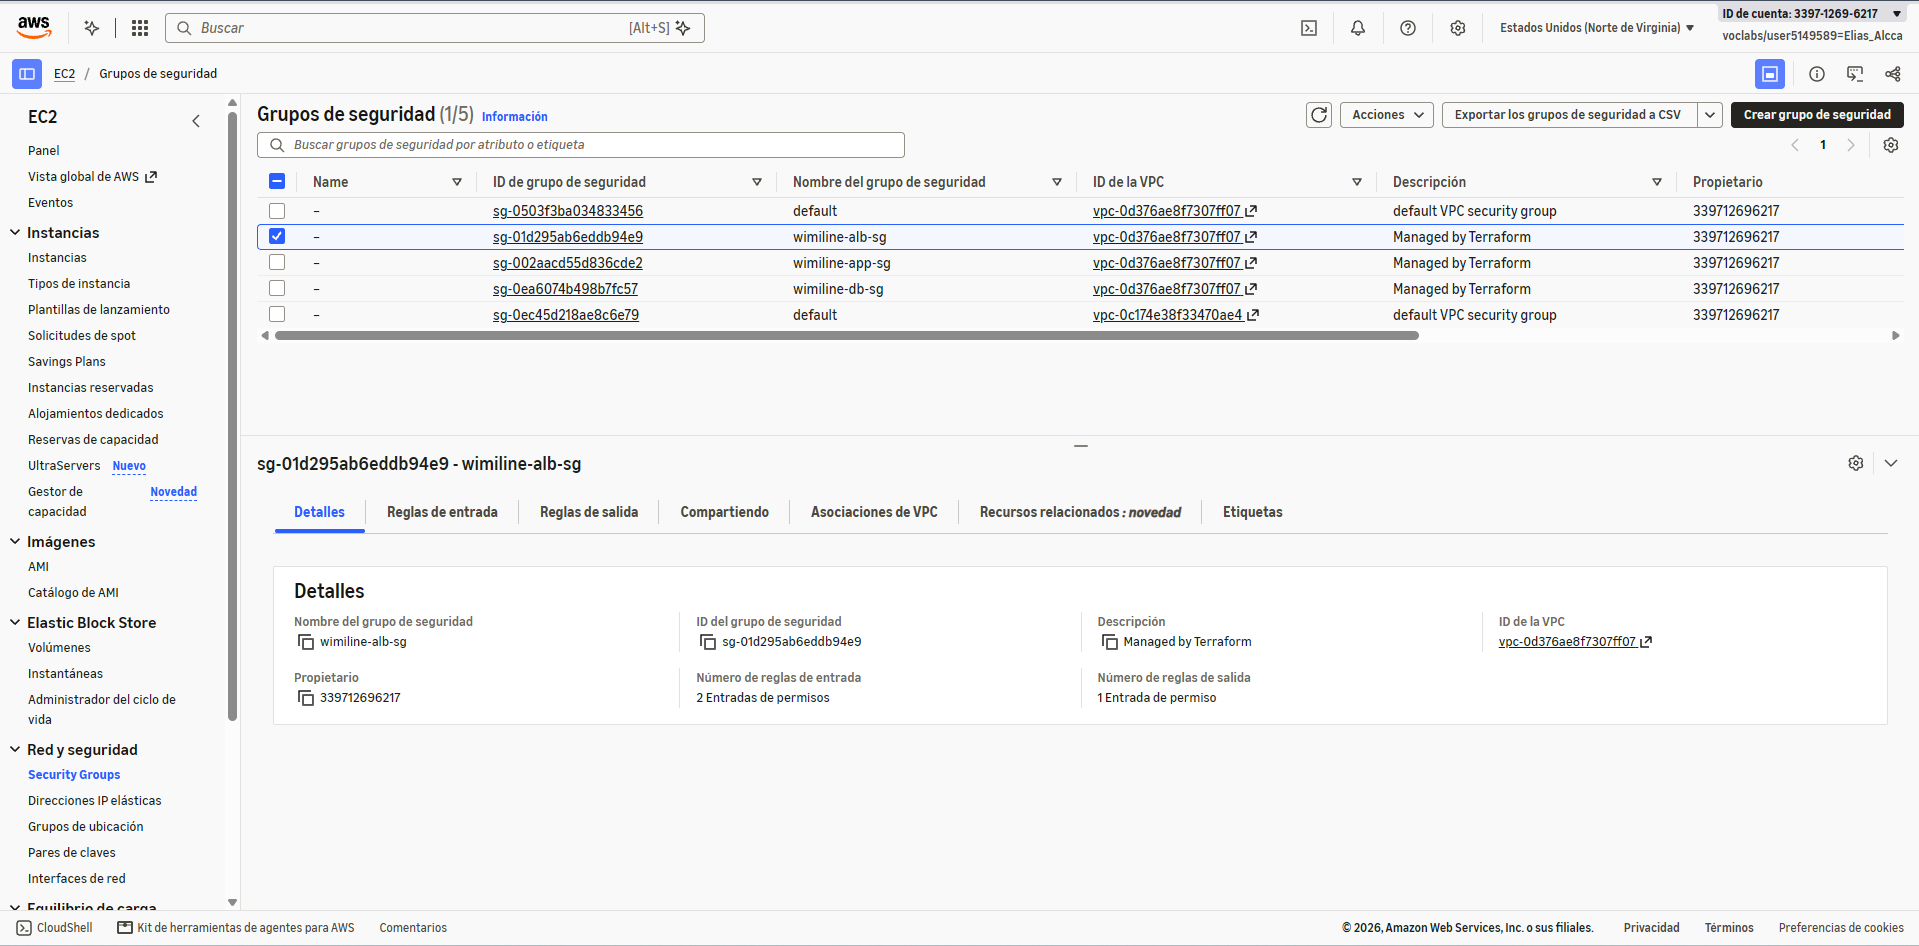 aws
Buscar [Alt+S]
Estados Unidos (Norte de Virginia)
ID de cuenta: 3397-1269-6217
voclabs/user5149589=Elias_Alcca
EC2 / Grupos de seguridad
EC2
Panel
Vista global de AWS
Eventos
Instancias
Instancias
Tipos de instancia
Plantillas de lanzamiento
Solicitudes de spot
Savings Plans
Instancias reservadas
Alojamientos dedicados
Reservas de capacidad
UltraServers Nuevo
Gestor de capacidad Novedad
Imágenes
AMI
Catálogo de AMI
Elastic Block Store
Volúmenes
Instantáneas
Administrador del ciclo de vida
Red y seguridad
Security Groups
Direcciones IP elásticas
Grupos de ubicación
Pares de claves
Interfaces de red
Equilibrio de carga
Grupos de seguridad (1/5) Información
Acciones
Exportar los grupos de seguridad a CSV
Crear grupo de seguridad
Buscar grupos de seguridad por atributo o etiqueta
1
Name ID de grupo de seguridad Nombre del grupo de seguridad ID de la VPC Descripción Propietario
– sg-0503f3ba034833456 default vpc-0d376ae8f7307ff07 default VPC security group 339712696217
– sg-01d295ab6eddb94e9 wimiline-alb-sg vpc-0d376ae8f7307ff07 Managed by Terraform 339712696217
– sg-002aacd55d836cde2 wimiline-app-sg vpc-0d376ae8f7307ff07 Managed by Terraform 339712696217
– sg-0ea6074b498b7fc57 wimiline-db-sg vpc-0d376ae8f7307ff07 Managed by Terraform 339712696217
– sg-0ec45d218ae8c6e79 default vpc-0c174e38f33470ae4 default VPC security group 339712696217
sg-01d295ab6eddb94e9 - wimiline-alb-sg
Detalles Reglas de entrada Reglas de salida Compartiendo Asociaciones de VPC Recursos relacionados : novedad Etiquetas
Detalles
Nombre del grupo de seguridad
wimiline-alb-sg
ID del grupo de seguridad
sg-01d295ab6eddb94e9
Descripción
Managed by Terraform
ID de la VPC
vpc-0d376ae8f7307ff07
Propietario
339712696217
Número de reglas de entrada
2 Entradas de permisos
Número de reglas de salida
1 Entrada de permiso
CloudShell Kit de herramientas de agentes para AWS Comentarios
© 2026, Amazon Web Services, Inc. o sus filiales. Privacidad Términos Preferencias de cookies